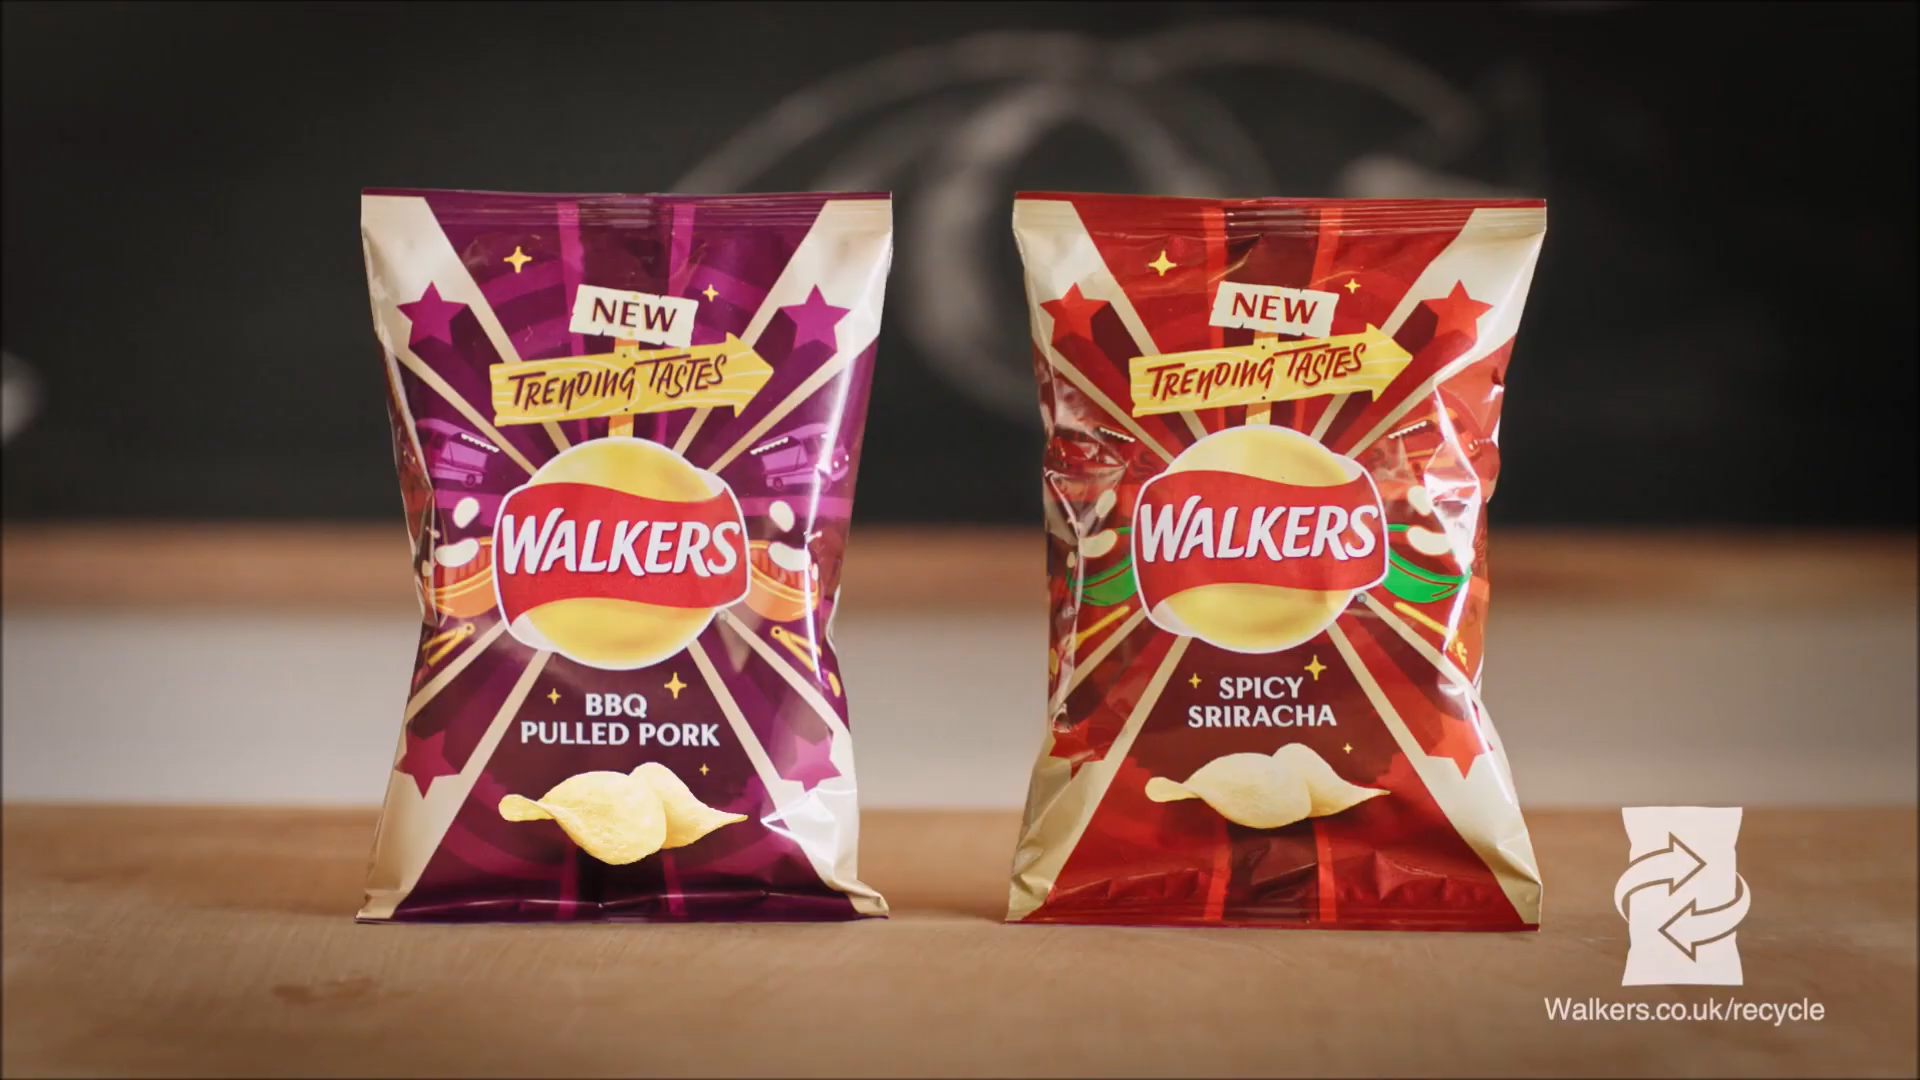 NEW
TRENDING TASTES
WALKERS
BBQ
PULLED PORK
NEW
TRENDING TASTES
WALKERS
SPICY
SRIRACHA
Walkers.co.uk/recycle